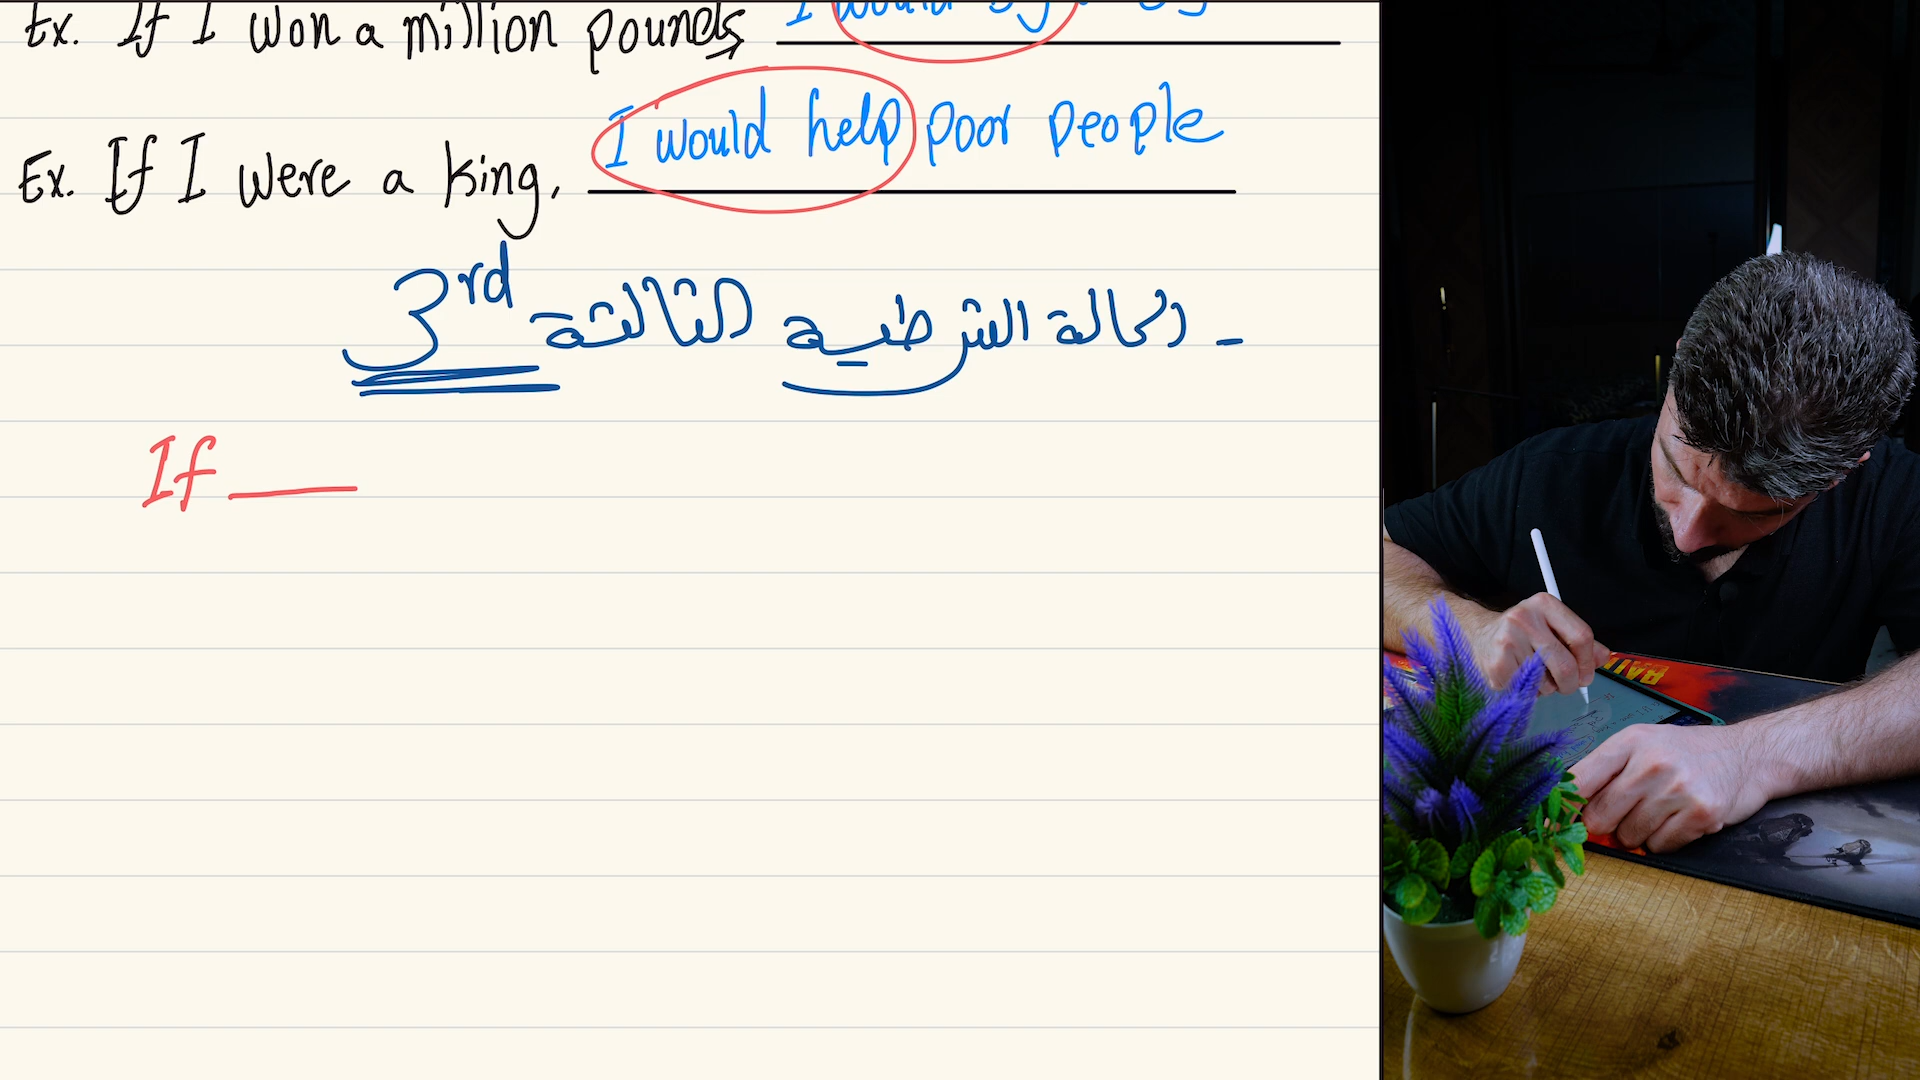 Ex. If I won a million pounds, I would
Ex. If I were a king, I would help poor people
- الحالة الشرطية الثالثة 3rd
If ___